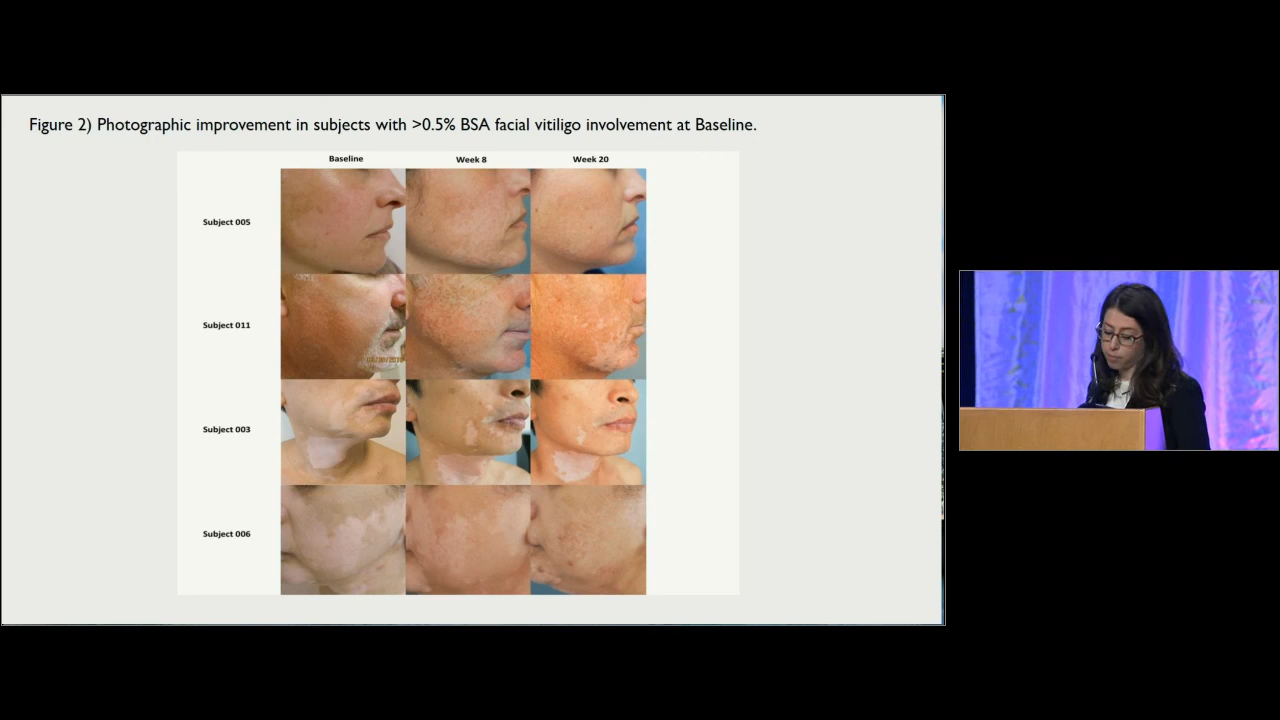 Figure 2) Photographic improvement in subjects with >0.5% BSA facial vitiligo involvement at Baseline.
Baseline Week 8 Week 20
Subject 005
Subject 011
Subject 003
Subject 006